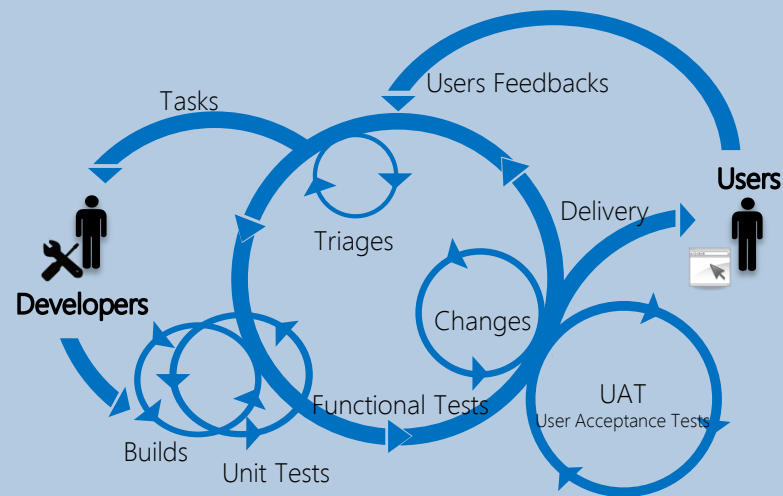 Users Feedbacks
Tasks
Users
Delivery
Triages
Developers
Changes
UAT
User Acceptance Tests
Functional Tests
Builds
Unit Tests